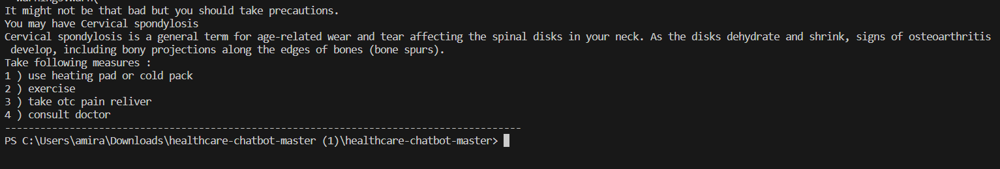 warnings.warn(
It might not be that bad but you should take precautions.
You may have Cervical spondylosis
Cervical spondylosis is a general term for age-related wear and tear affecting the spinal disks in your neck. As the disks dehydrate and shrink, signs of osteoarthritis
develop, including bony projections along the edges of bones (bone spurs).
Take following measures :
1 ) use heating pad or cold pack
2 ) exercise
3 ) take otc pain reliver
4 ) consult doctor
----------------------------------------------------------------------------------------
PS C:\Users\amira\Downloads\healthcare-chatbot-master (1)\healthcare-chatbot-master>